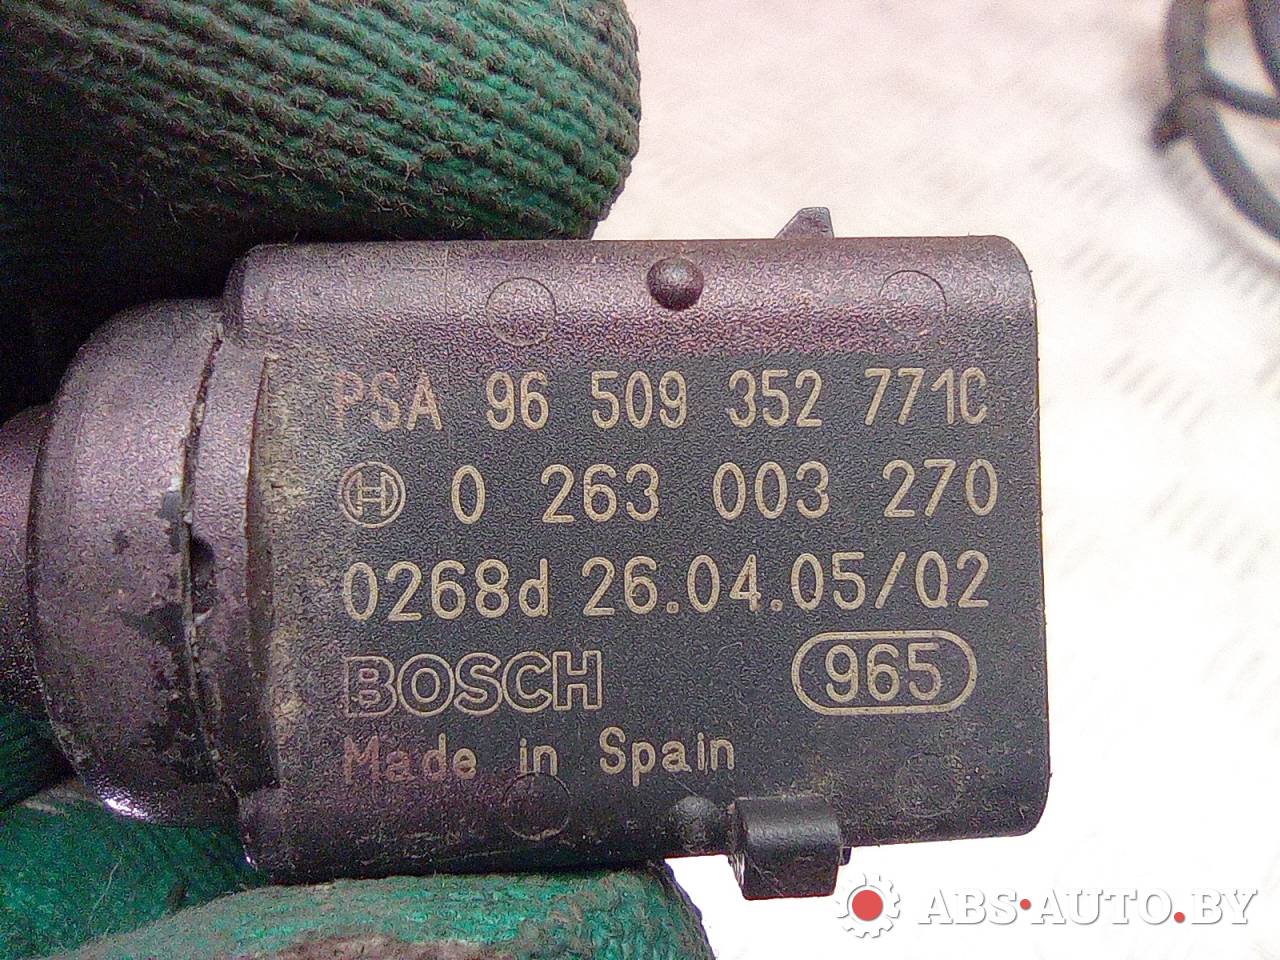 PSA 96 509 352 771C
0 263 003 270
0268d 26.04.05/Q2
BOSCH 965
Made in Spain
ABS-AUTO.BY